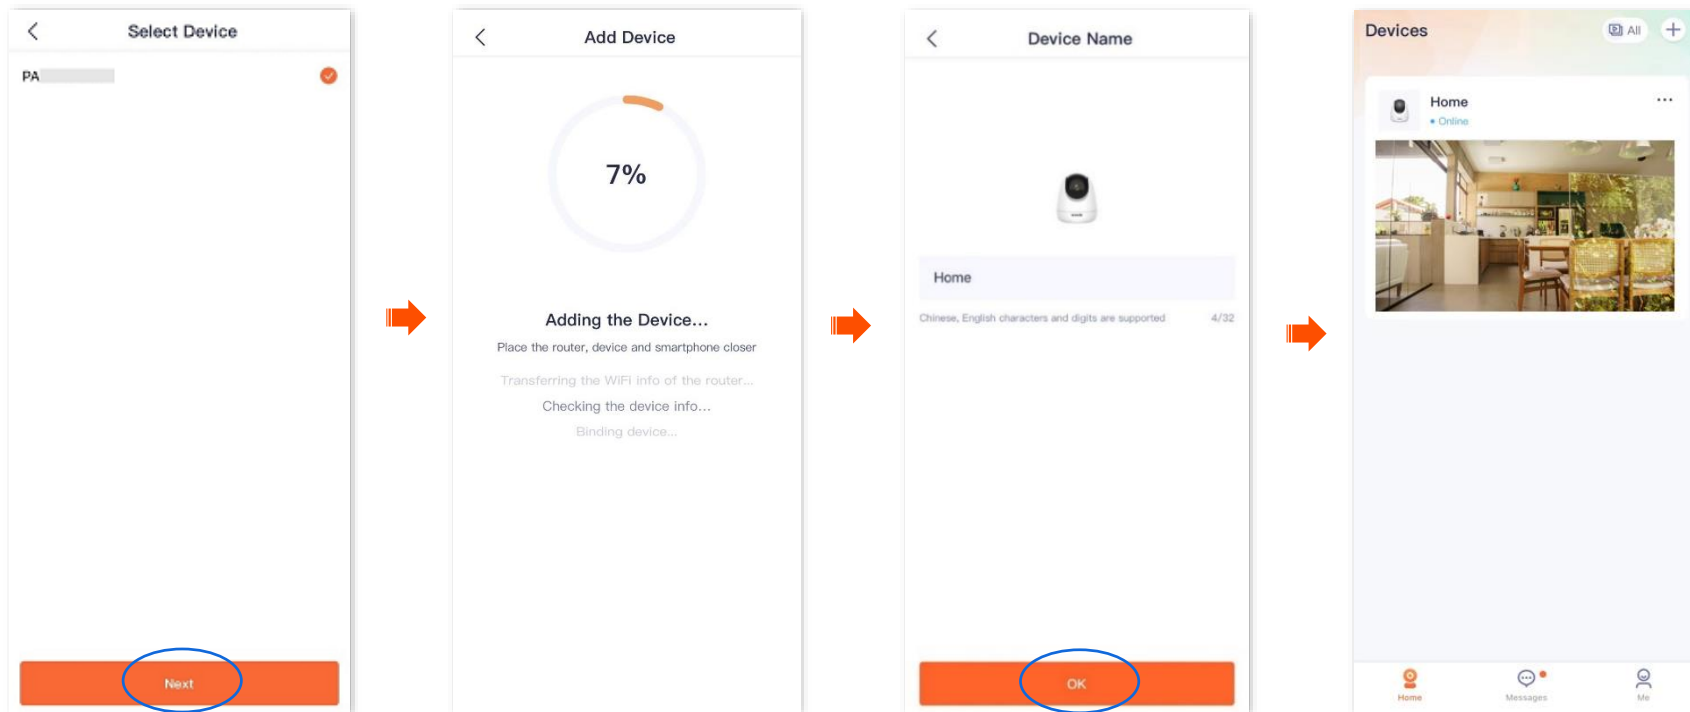 Select Device
PA
Next
Add Device
7%
Adding the Device...
Place the router, device and smartphone closer
Transferring the WiFi info of the router...
Checking the device info...
Binding device...
Device Name
Home
Chinese, English characters and digits are supported 4/32
OK
Devices
All
Home
Online
Home
Messages
Me